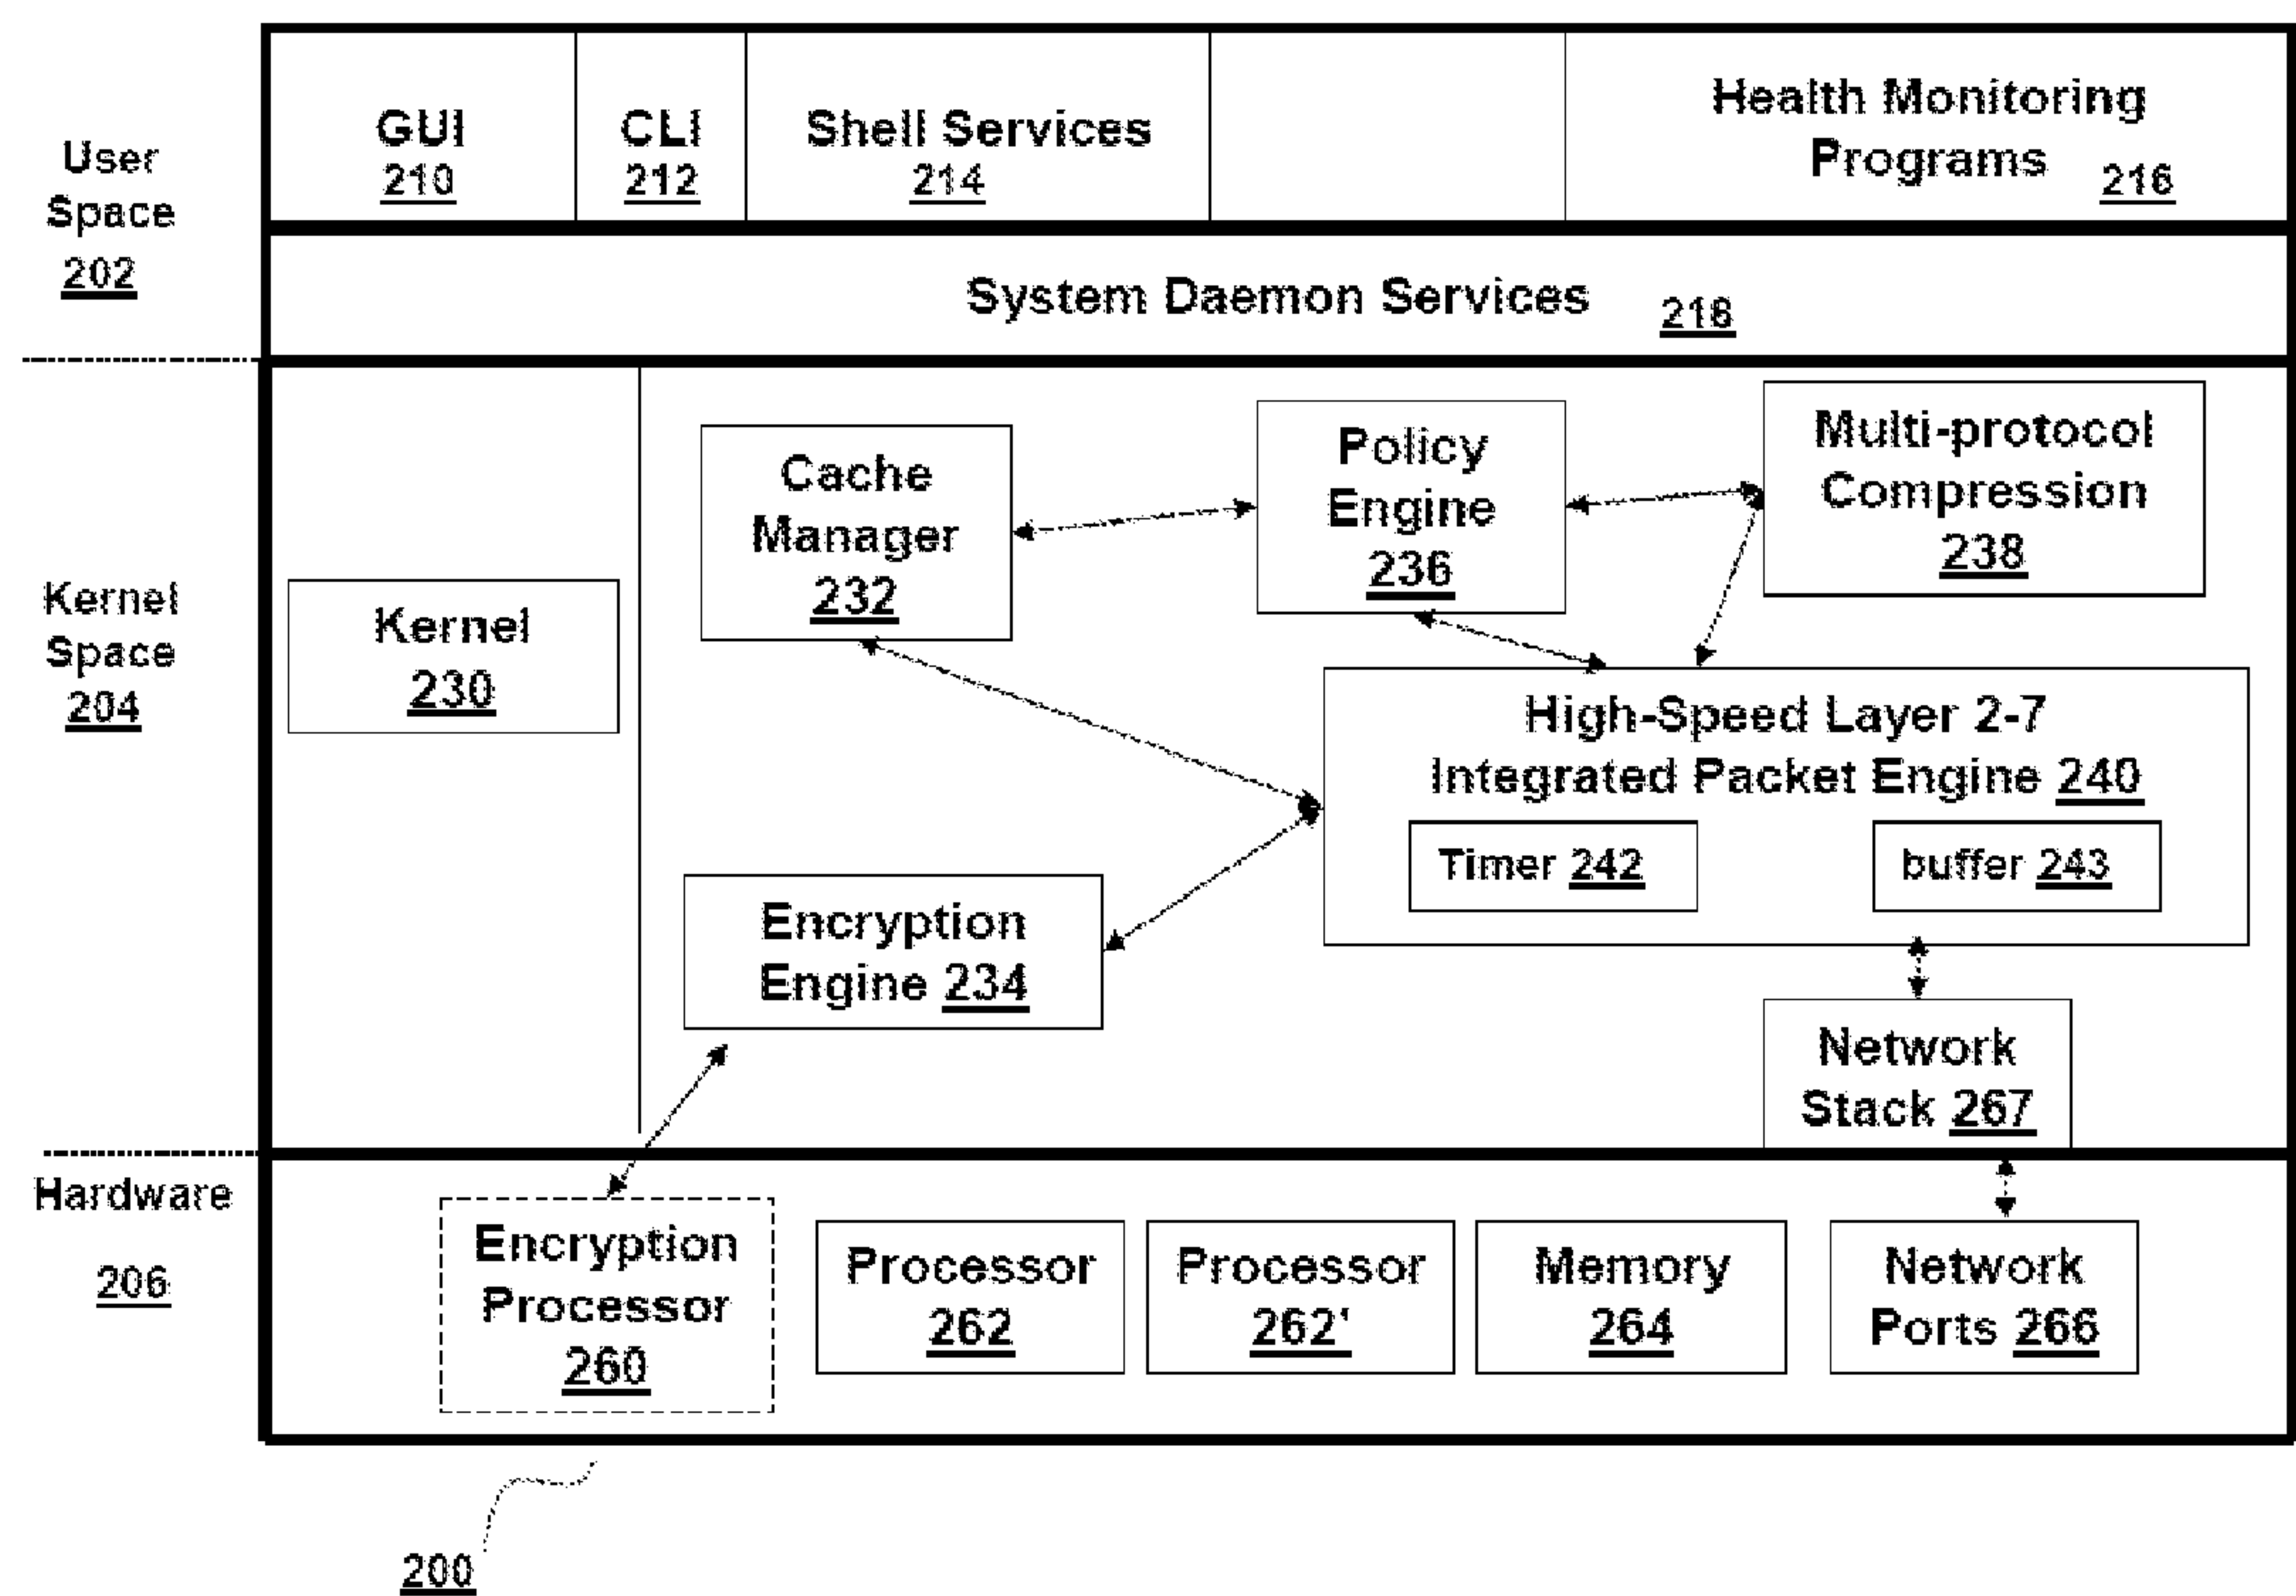 GUI
210
CLI
212
Shell Services
214
Health Monitoring
Programs 216
User
Space
202
System Daemon Services 218
Kernel
Space
204
Kernel
230
Cache
Manager
232
Policy
Engine
236
Multi-protocol
Compression
238
High-Speed Layer 2-7
Integrated Packet Engine 240
Timer 242
buffer 243
Encryption
Engine 234
Network
Stack 267
Hardware
206
Encryption
Processor
260
Processor
262
Processor
262'
Memory
264
Network
Ports 266
200